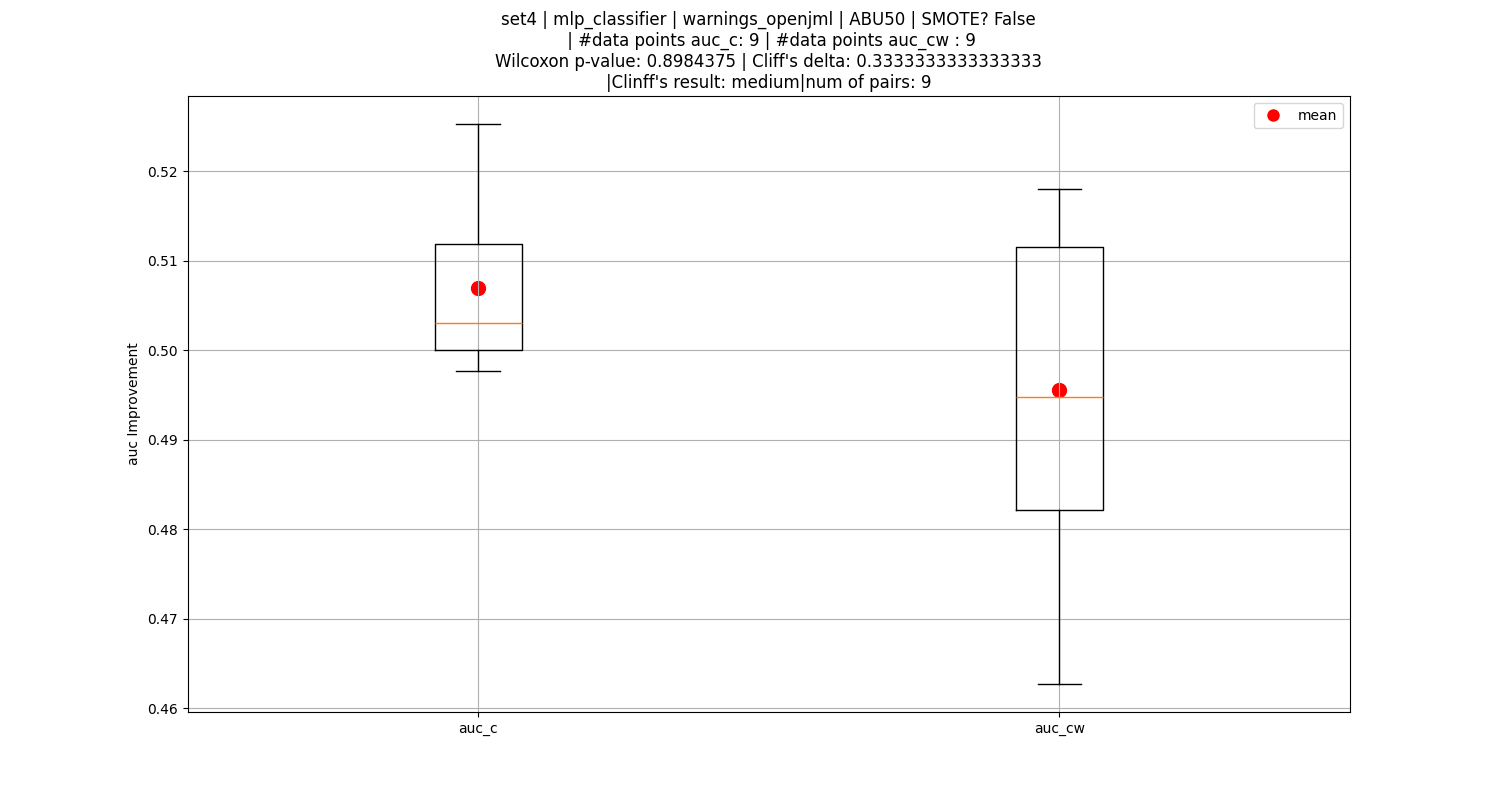 set4 | mlp_classifier | warnings_openjml | ABU50 | SMOTE? False
| #data points auc_c: 9 | #data points auc_cw : 9
Wilcoxon p-value: 0.8984375 | Cliff's delta: 0.3333333333333333
|Clinff's result: medium|num of pairs: 9
mean
0.52
0.51
0.50
0.49
0.48
0.47
0.46
auc Improvement
auc_c
auc_cw